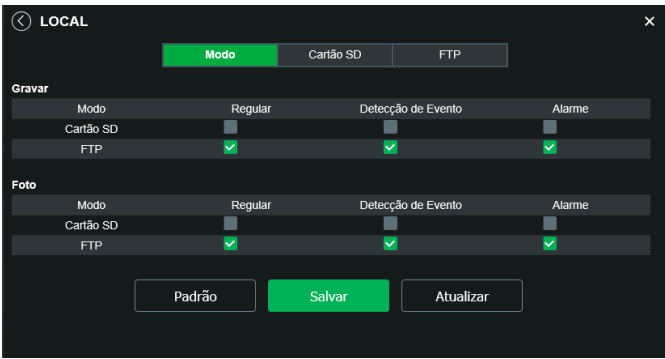 LOCAL
Modo Cartão SD FTP
Gravar
Modo Regular Detecção de Evento Alarme
Cartão SD
FTP
Foto
Modo Regular Detecção de Evento Alarme
Cartão SD
FTP
Padrão Salvar Atualizar